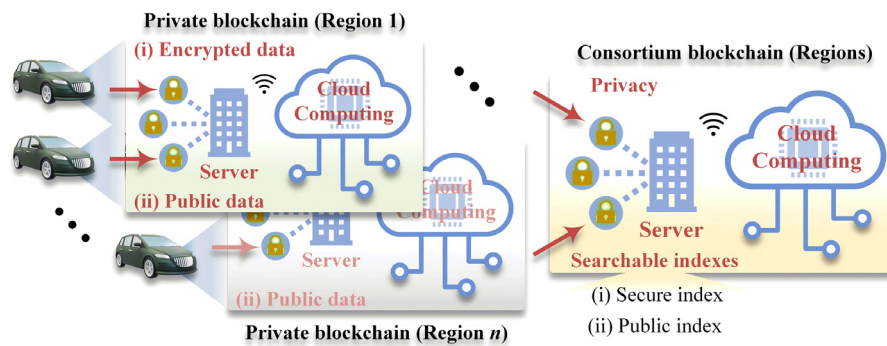 Private blockchain (Region 1)
(i) Encrypted data
Cloud
Computing
Server
(ii) Public data
Cloud
Computing
Server
(ii) Public data
Private blockchain (Region n)
Consortium blockchain (Regions)
Privacy
Cloud
Computing
Server
Searchable indexes
(i) Secure index
(ii) Public index